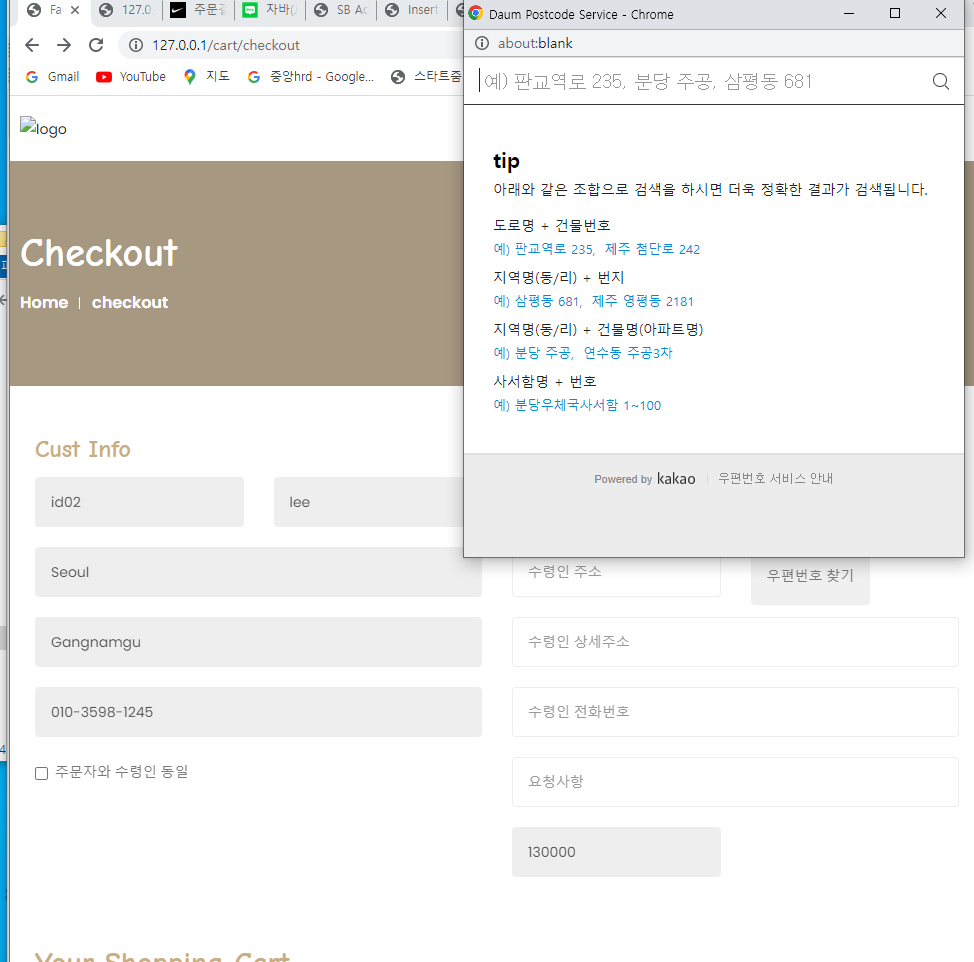 Fa
127.0.
주문
자바(
SB Ac
Insert
127.0.0.1/cart/checkout
Gmail
YouTube
지도
중앙hrd - Google...
스타트줌
logo
Checkout
Home | checkout
Cust Info
id02
lee
Seoul
Gangnamgu
010-3598-1245
주문자와 수령인 동일
Daum Postcode Service - Chrome
about:blank
예) 판교역로 235, 분당 주공, 삼평동 681
tip
아래와 같은 조합으로 검색을 하시면 더욱 정확한 결과가 검색됩니다.
도로명 + 건물번호
예) 판교역로 235, 제주 첨단로 242
지역명(동/리) + 번지
예) 삼평동 681, 제주 영평동 2181
지역명(동/리) + 건물명(아파트명)
예) 분당 주공, 연수동 주공3차
사서함명 + 번호
예) 분당우체국사서함 1~100
Powered by kakao | 우편번호 서비스 안내
수령인 주소
우편번호 찾기
수령인 상세주소
수령인 전화번호
요청사항
130000
Your Shopping Cart